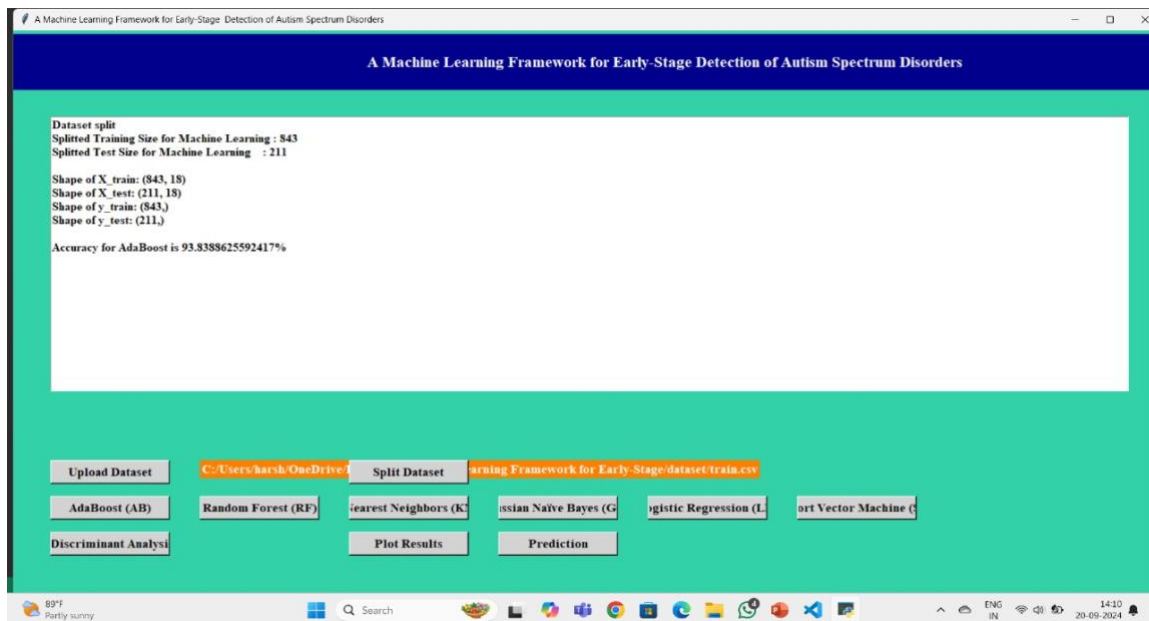 A Machine Learning Framework for Early-Stage Detection of Autism Spectrum Disorders
A Machine Learning Framework for Early-Stage Detection of Autism Spectrum Disorders
Dataset split
Splitted Training Size for Machine Learning : 843
Splitted Test Size for Machine Learning : 211
Shape of X_train: (843, 18)
Shape of X_test: (211, 18)
Shape of y_train: (843,)
Shape of y_test: (211,)
Accuracy for AdaBoost is 93.8388625592417%
Upload Dataset C:/Users/harsh/OneDrive/ Split Dataset arning Framework for Early-Stage/dataset/train.csv
AdaBoost (AB) Random Forest (RF) earest Neighbors (K ssian Naïve Bayes (G gistic Regression (L ort Vector Machine (
Discriminant Analysi Plot Results Prediction
89°F
Partly sunny
Search
ENG
IN
14:10
20-09-2024